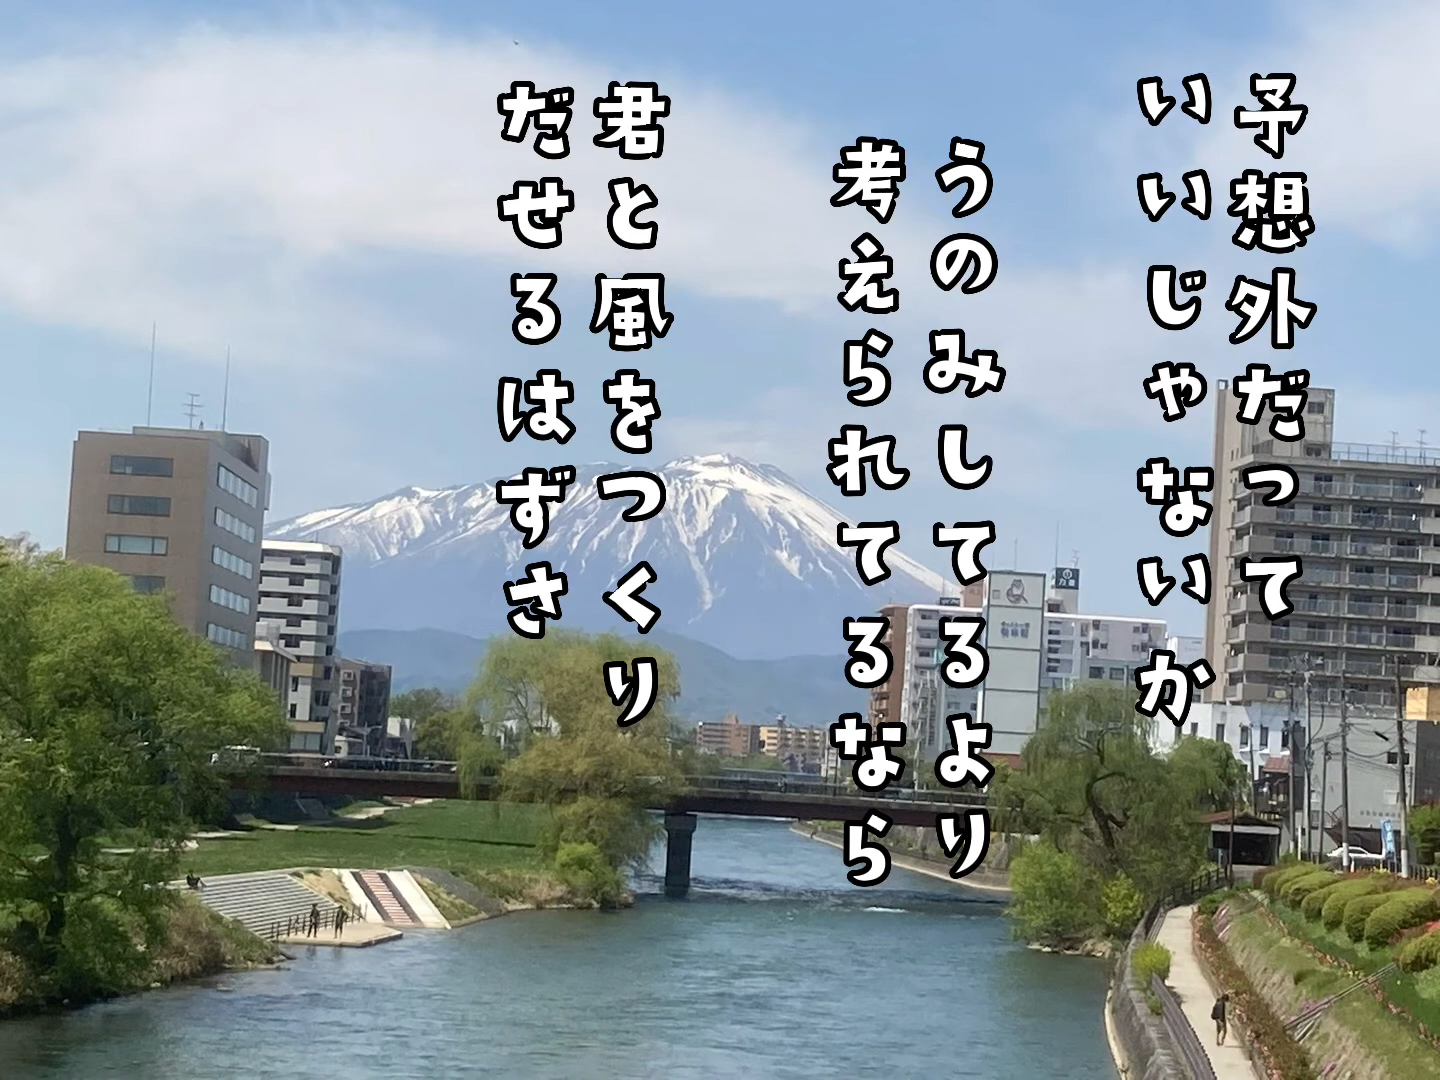 予想外だって
いいじゃないか
うのみしてるより
考えられてるなら
君と風をつくり
だせるはずさ